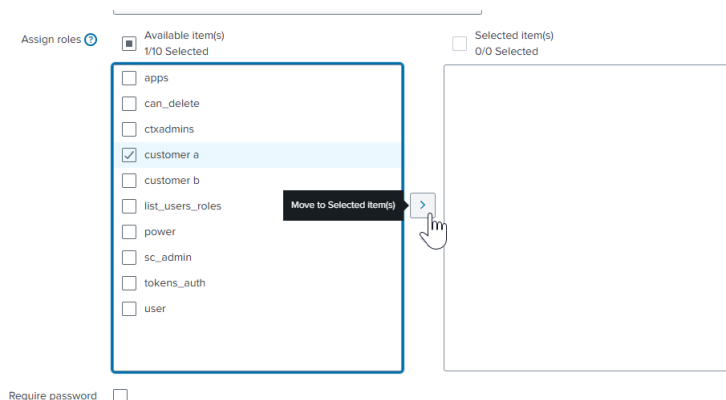 Assign roles ?
Available item(s)
1/10 Selected
Selected item(s)
0/0 Selected
apps
can_delete
ctxadmins
customer a
customer b
list_users_roles
Move to Selected item(s)
power
sc_admin
tokens_auth
user
Require password